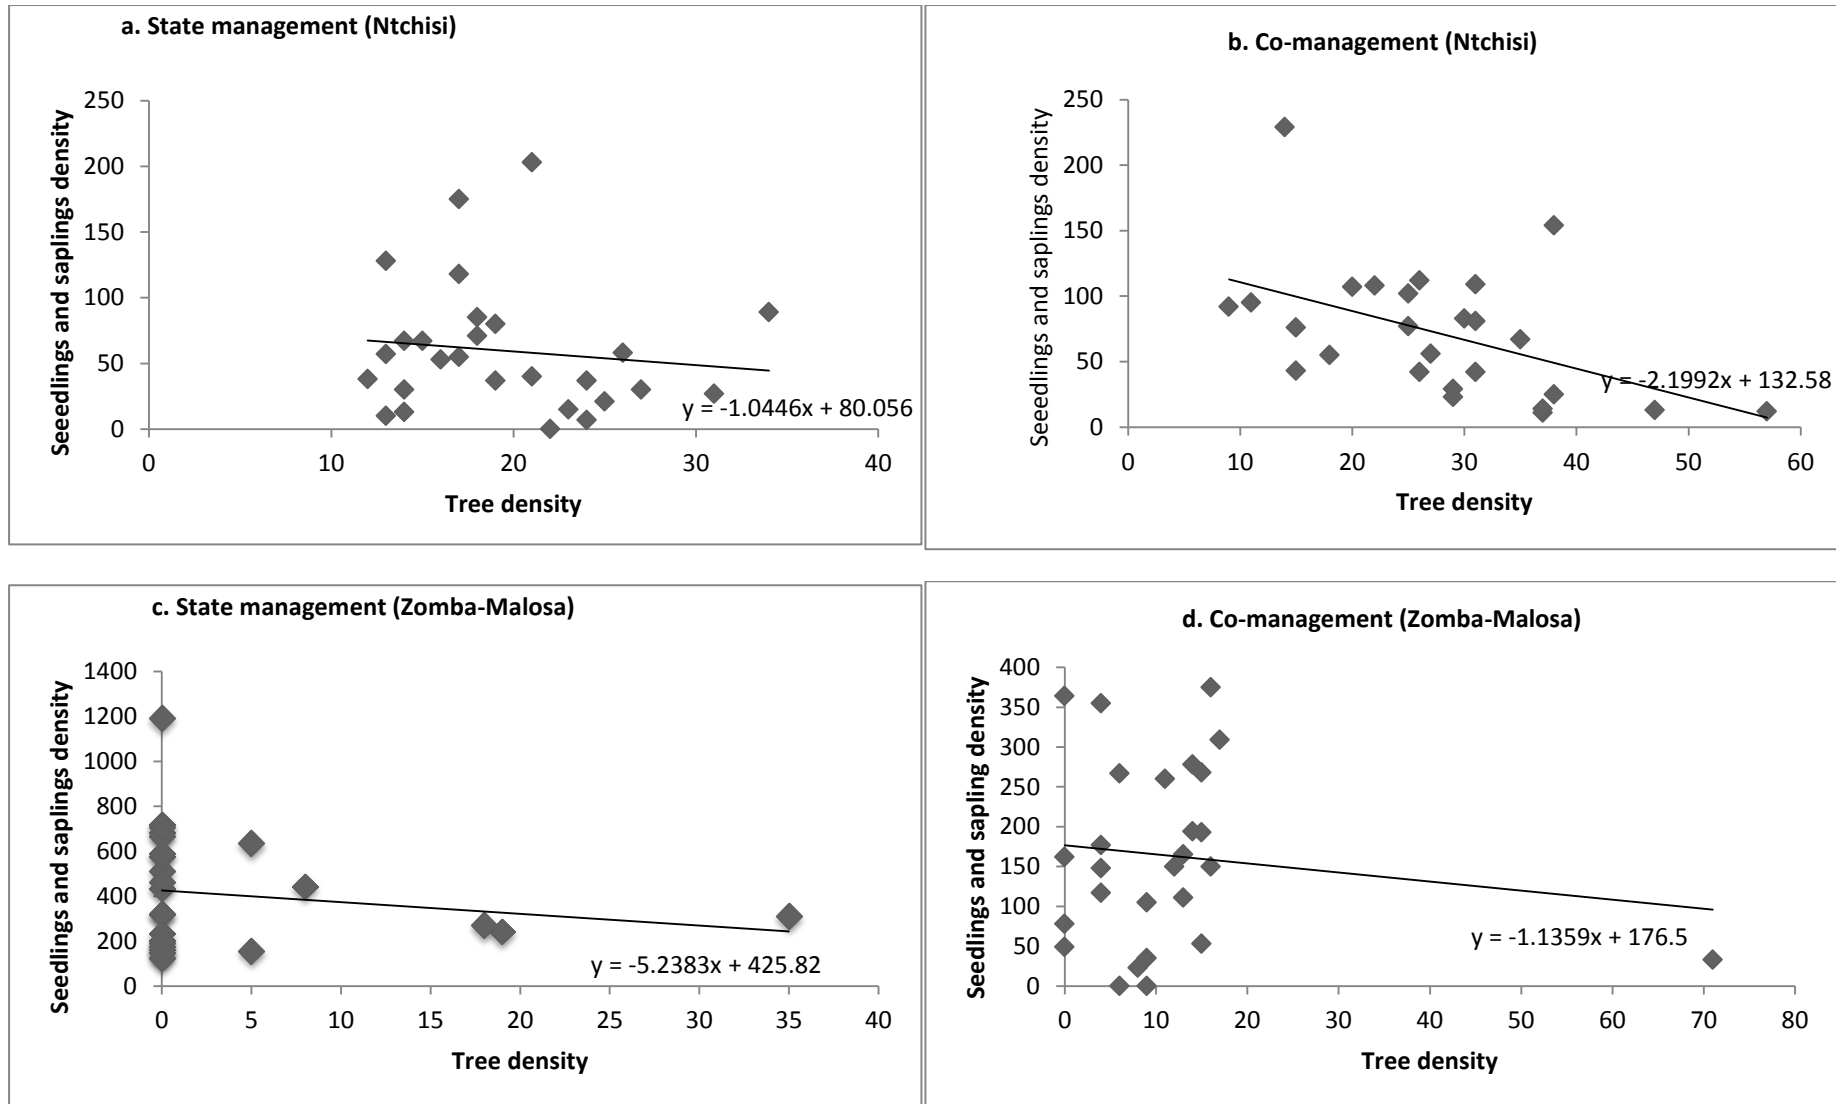 a. State management (Ntchisi)
Seeedlings and saplings density
250
200
150
100
50
0
0 10 20 30 40
y = -1.0446x + 80.056
Tree density
b. Co-management (Ntchisi)
Seedlings and saplings density
250
200
150
100
50
0
0 10 20 30 40 50 60
y = -2.1992x + 132.58
Tree density
c. State management (Zomba-Malosa)
Seedlings and saplings density
1400
1200
1000
800
600
400
200
0
0 5 10 15 20 25 30 35 40
y = -5.2383x + 425.82
Tree density
d. Co-management (Zomba-Malosa)
Seedlings and sapling density
400
350
300
250
200
150
100
50
0
0 10 20 30 40 50 60 70 80
y = -1.1359x + 176.5
Tree density